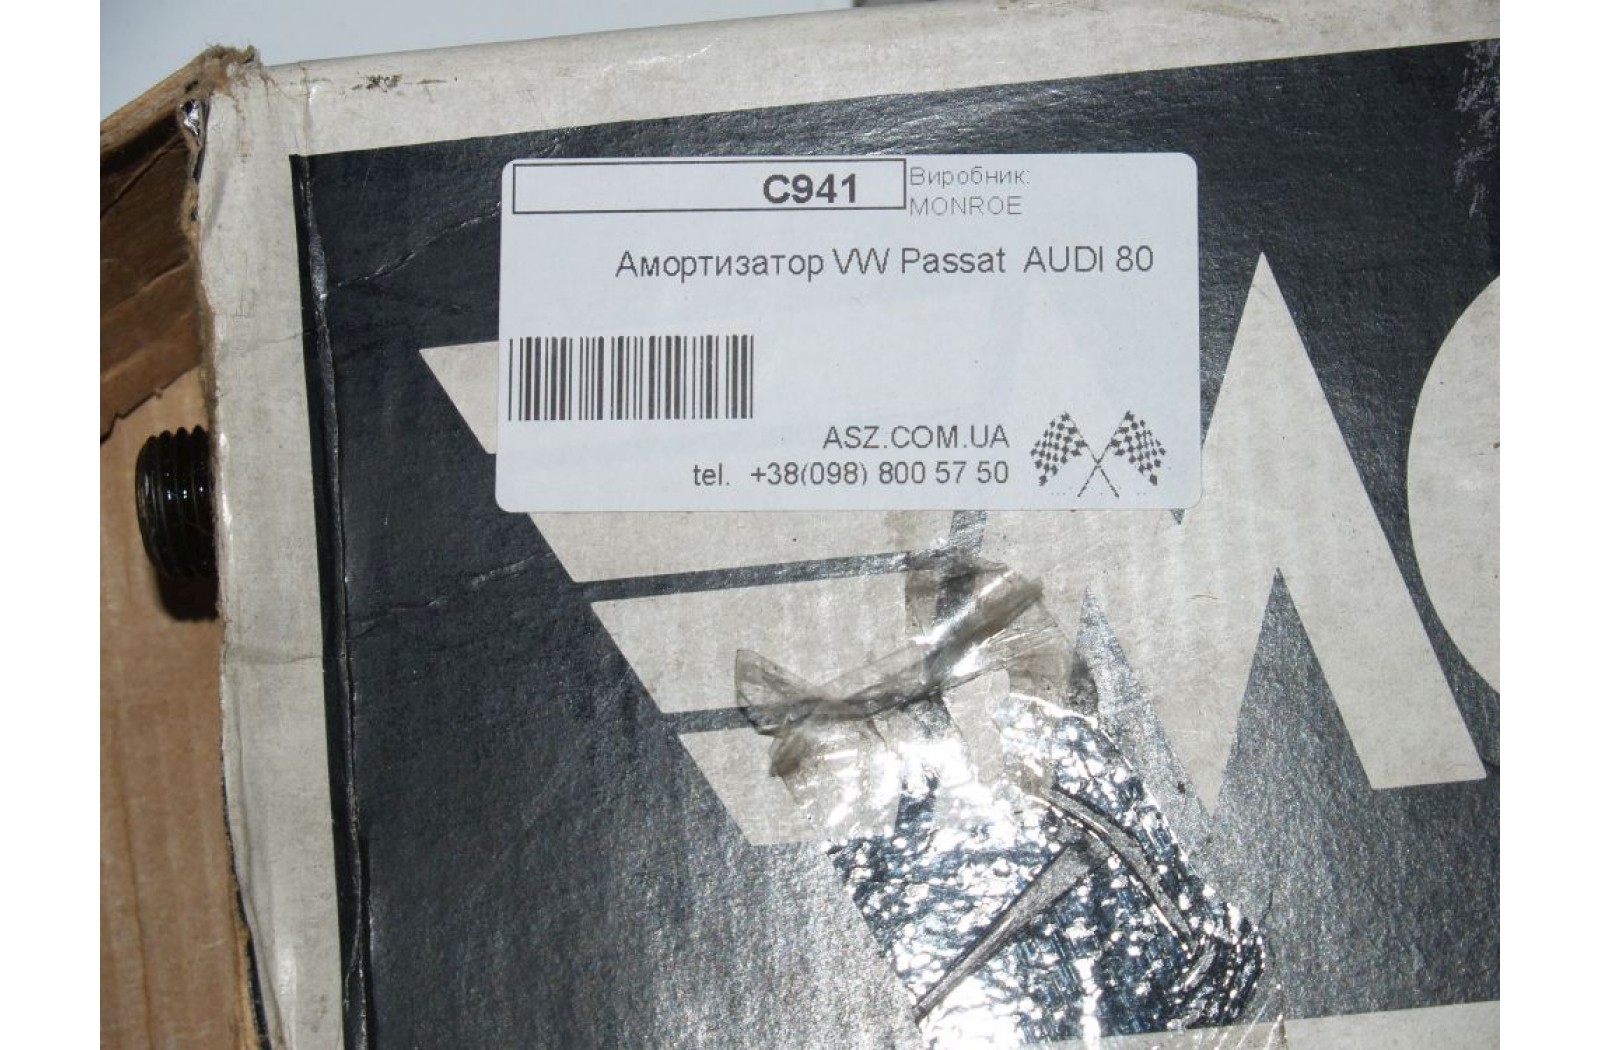 C941
Виробник:
MONROE
Амортизатор VW Passat AUDI 80
ASZ.COM.UA
tel. +38(098) 800 57 50